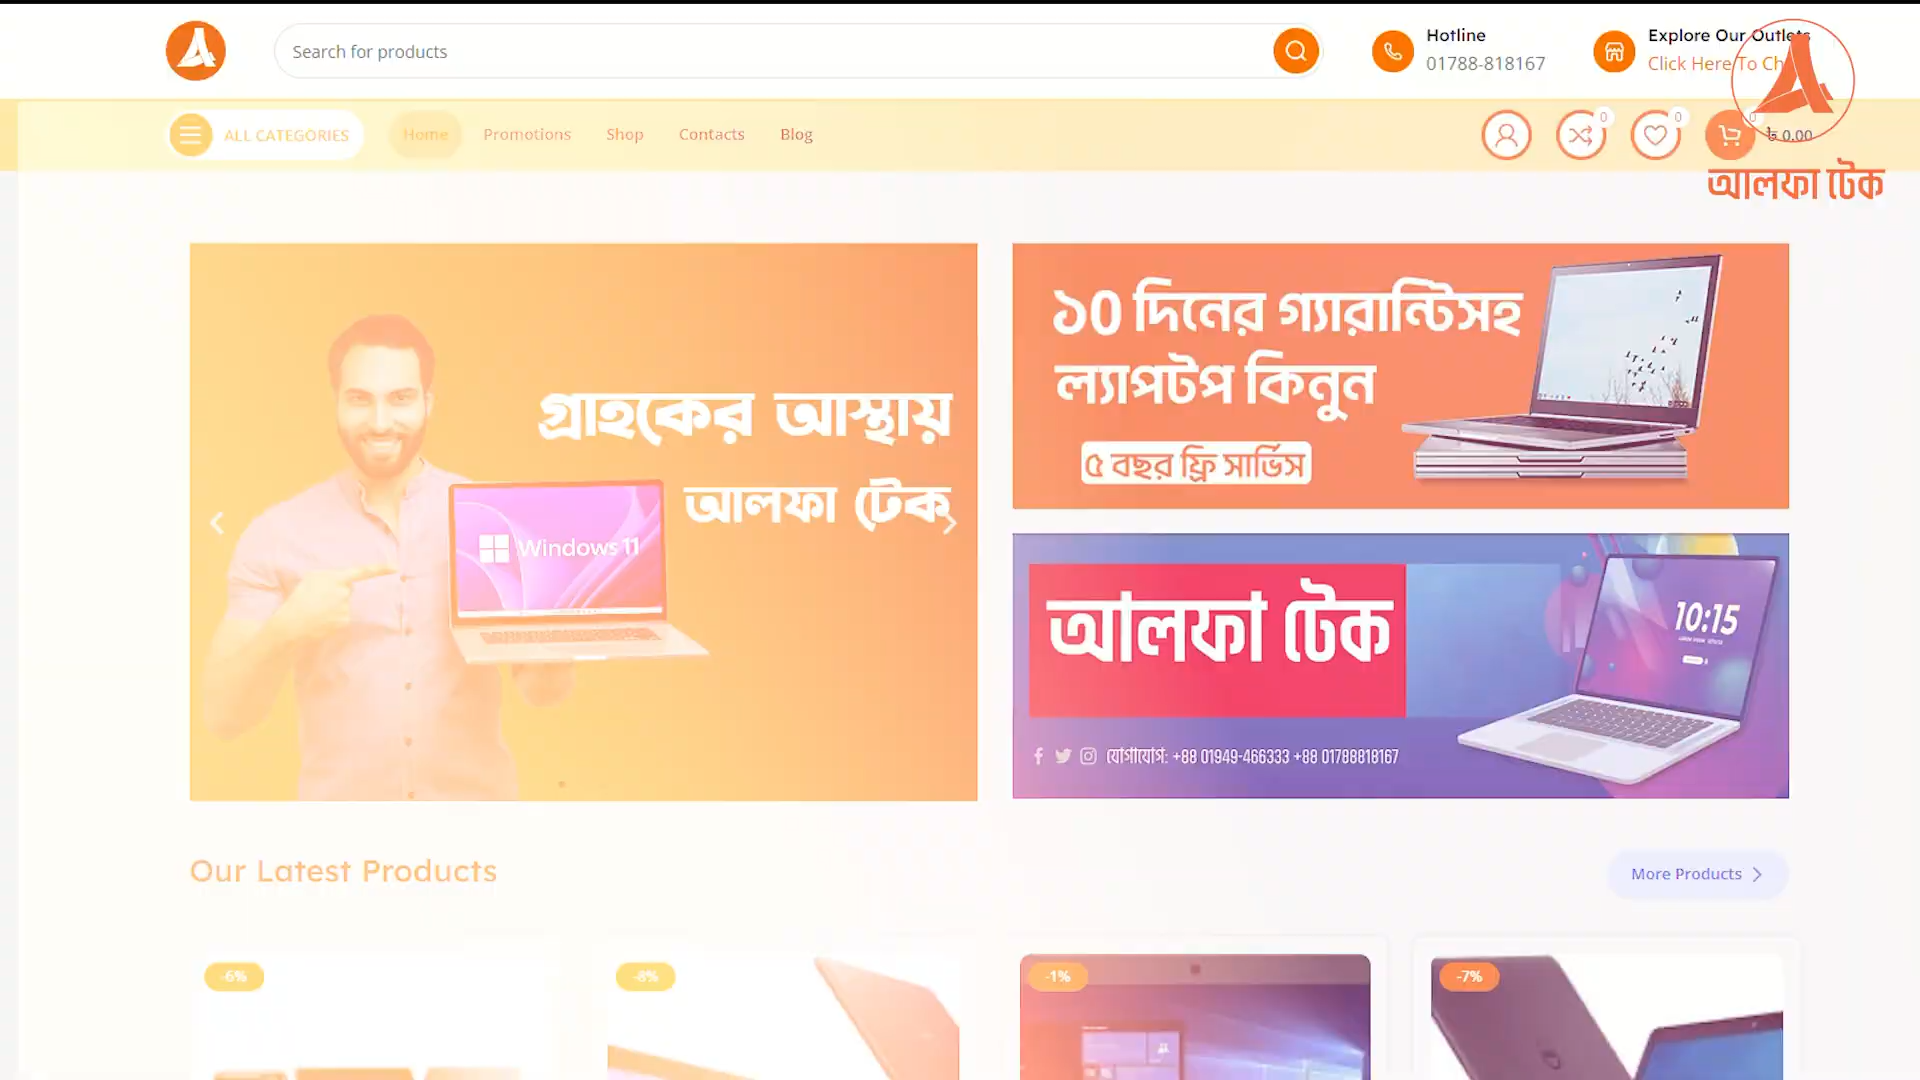 Search for products
Hotline
01788-818167
Explore Our Outlets
Click Here To Ch
ALL CATEGORIES
Home
Promotions
Shop
Contacts
Blog
0
0
0
৳ 0.00
আলফা টেক
গ্রাহকের আস্থায়
আলফা টেক
Windows 11
১০ দিনের গ্যারান্টিসহ
ল্যাপটপ কিনুন
৫ বছর ফ্রি সার্ভিস
আলফা টেক
10:15
যোগাযোগ: +88 01949-466333 +88 01788818167
Our Latest Products
More Products
-6%
-8%
-1%
-7%